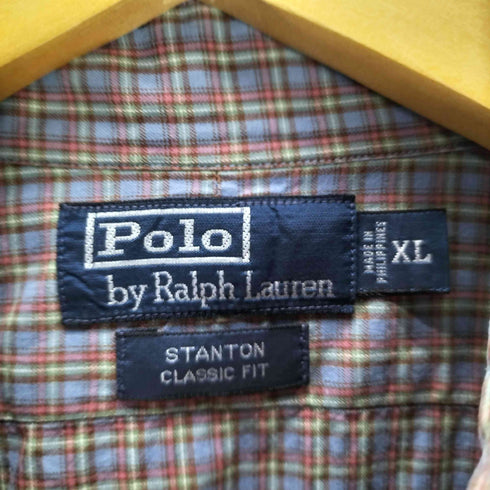 Polo
by Ralph Lauren
MADE IN
PHILIPPINES
XL
STANTON
CLASSIC FIT